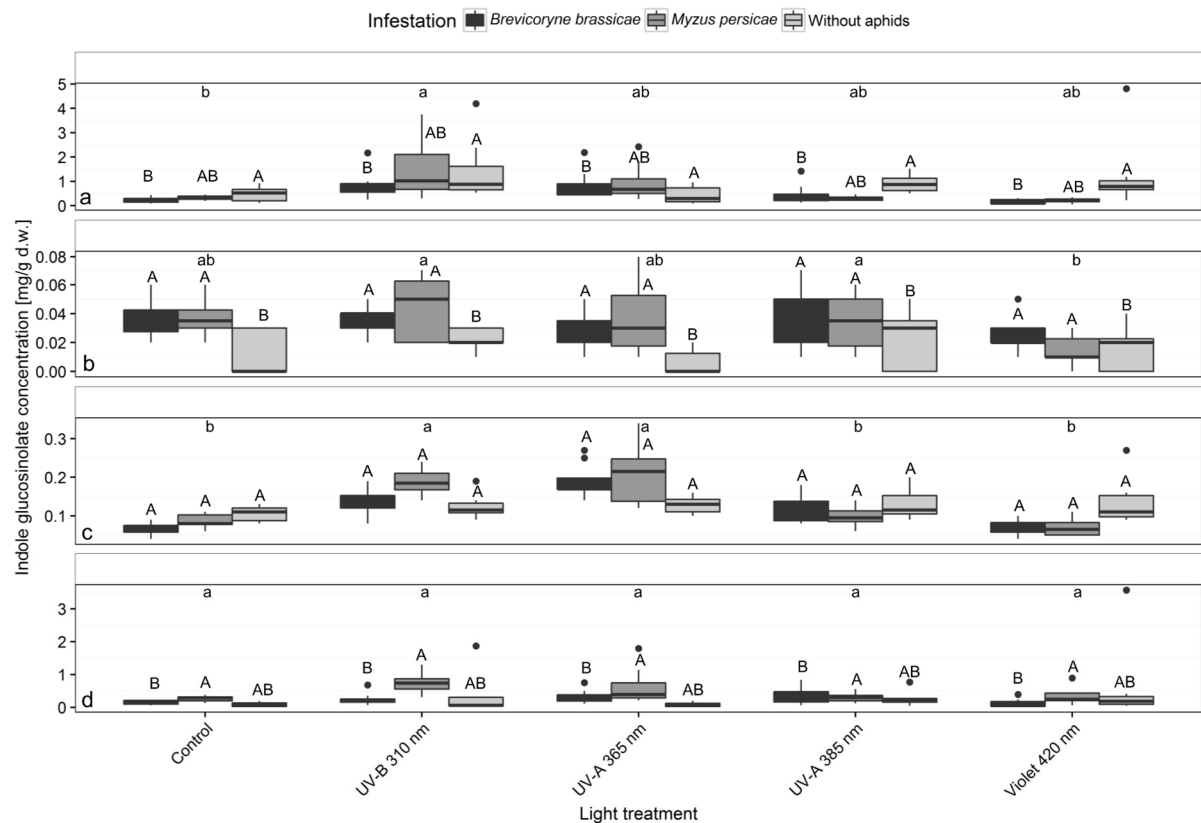 Infestation Brevicoryne brassicae Myzus persicae Without aphids
Indole glucosinolate concentration [mg/g d.w.]
b a ab ab ab
5
4
3
2
1
0
B AB A B AB A B AB A B AB A B AB A
a
ab a ab a b
0.08
0.06
0.04
0.02
0.00
A A B A A B A A B A A B A A B
b
b a a b b
0.3
0.2
0.1
A A A A A A A A A A A A A A A
c
a a a a a
3
2
1
0
B A AB B A AB B A AB B A AB B A AB
d
Control UV-B 310 nm UV-A 365 nm UV-A 385 nm Violet 420 nm
Light treatment